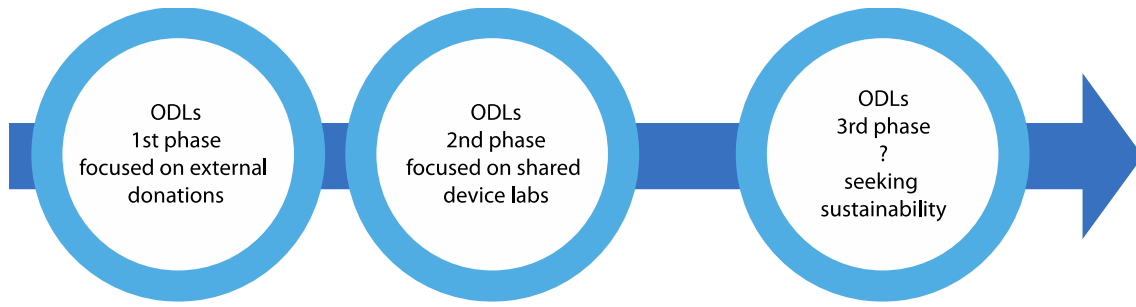 ODLs
1st phase
focused on external
donations
ODLs
2nd phase
focused on shared
device labs
ODLs
3rd phase
?
seeking
sustainability